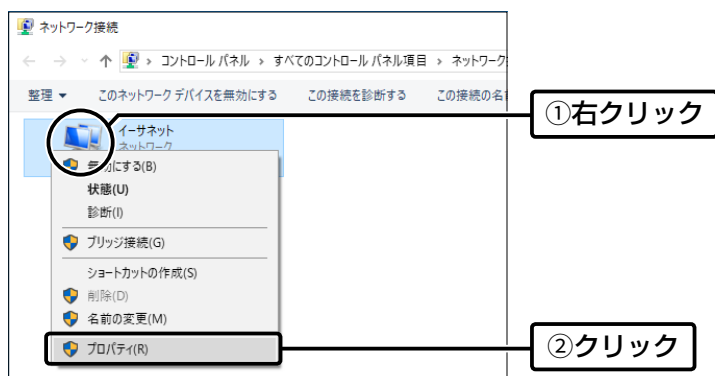 ネットワーク接続
コントロール パネル › すべてのコントロール パネル項目 › ネットワーク
整理 このネットワーク デバイスを無効にする この接続を診断する この接続の名
①右クリック
イーサネット
ネットワーク
無効にする(B)
状態(U)
診断(I)
ブリッジ接続(G)
ショートカットの作成(S)
削除(D)
名前の変更(M)
プロパティ(R)
②クリック